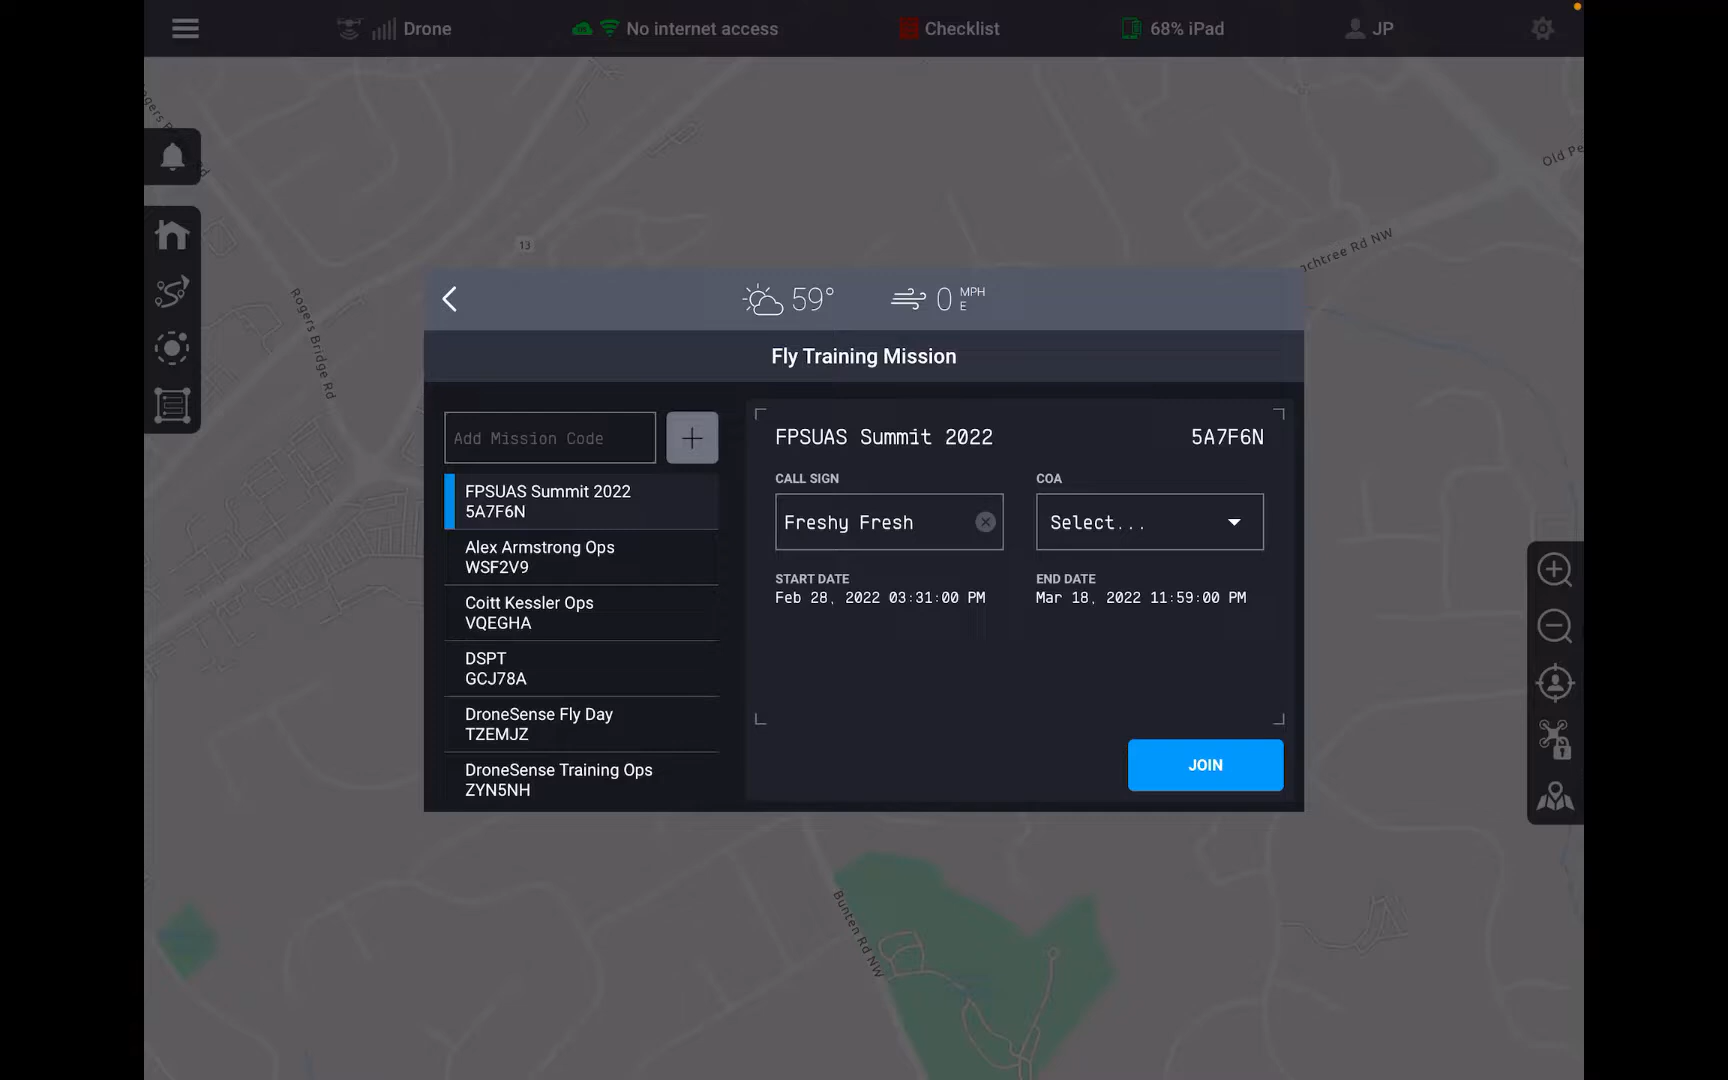 Drone
No internet access
Checklist
68% iPad
JP
Old Pe
13
Rogers Bridge Rd
chtree Rd NW
59°
0 MPH
E
Fly Training Mission
Add Mission Code
FPSUAS Summit 2022
5A7F6N
Alex Armstrong Ops
WSF2V9
Coitt Kessler Ops
VQEGHA
DSPT
GCJ78A
DroneSense Fly Day
TZEMJZ
DroneSense Training Ops
ZYN5NH
FPSUAS Summit 2022
5A7F6N
CALL SIGN
COA
Freshy Fresh
Select...
START DATE
END DATE
Feb 28, 2022 03:31:00 PM
Mar 18, 2022 11:59:00 PM
JOIN
Bunten Rd NW